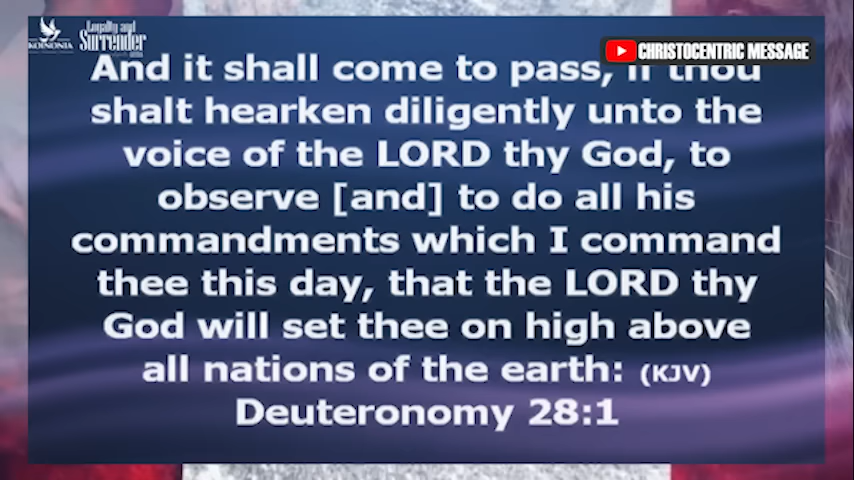 KOINONIA
Loyalty and
Surrender
CHRISTOCENTRIC MESSAGE
And it shall come to pass, if thou
shalt hearken diligently unto the
voice of the LORD thy God, to
observe [and] to do all his
commandments which I command
thee this day, that the LORD thy
God will set thee on high above
all nations of the earth: (KJV)
Deuteronomy 28:1